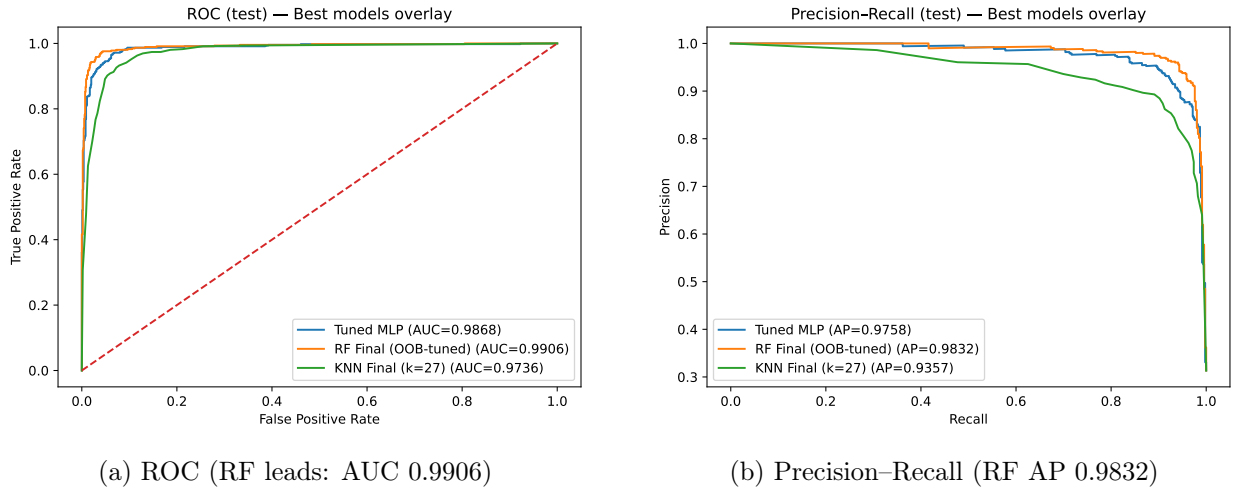 ROC (test) — Best models overlay
True Positive Rate
1.0
0.8
0.6
0.4
0.2
0.0
Tuned MLP (AUC=0.9868)
RF Final (OOB-tuned) (AUC=0.9906)
KNN Final (k=27) (AUC=0.9736)
0.0 0.2 0.4 0.6 0.8 1.0
False Positive Rate
(a) ROC (RF leads: AUC 0.9906)
Precision–Recall (test) — Best models overlay
Precision
1.0
0.9
0.8
0.7
0.6
0.5
0.4
0.3
Tuned MLP (AP=0.9758)
RF Final (OOB-tuned) (AP=0.9832)
KNN Final (k=27) (AP=0.9357)
0.0 0.2 0.4 0.6 0.8 1.0
Recall
(b) Precision–Recall (RF AP 0.9832)